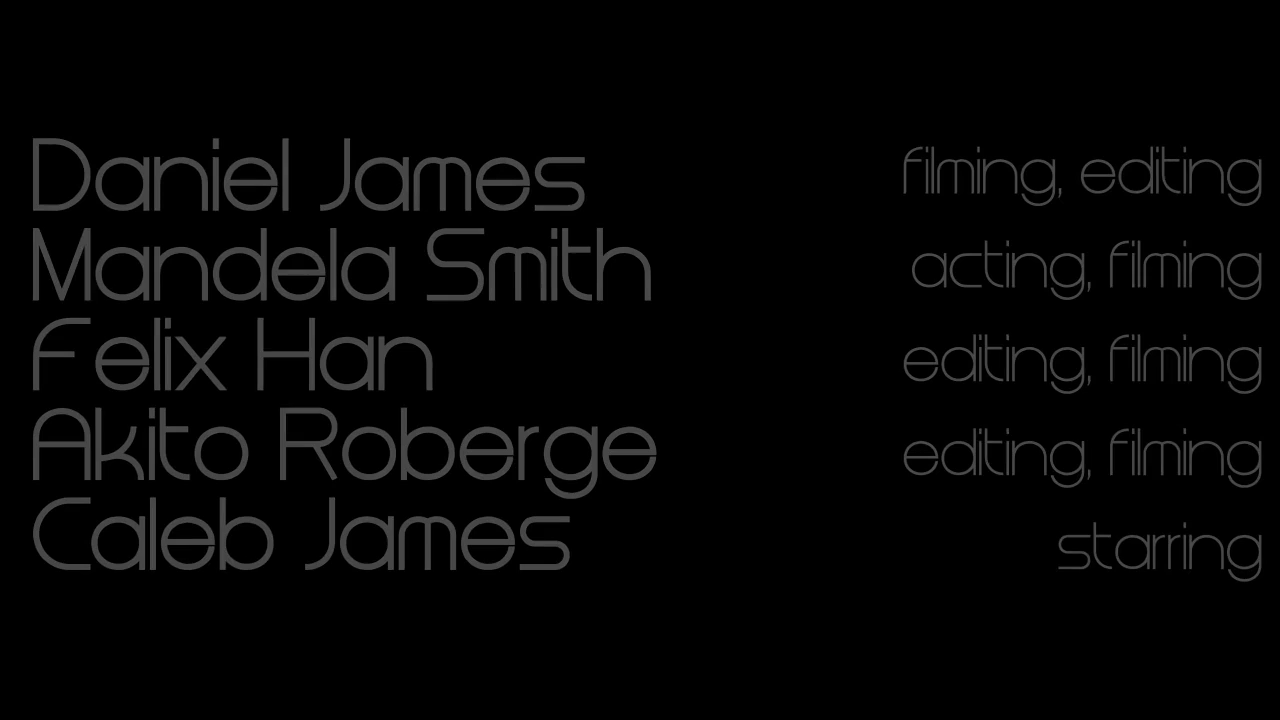 Daniel James filming, editing
Mandela Smith acting, filming
Felix Han editing, filming
Akito Roberge editing, filming
Caleb James starring